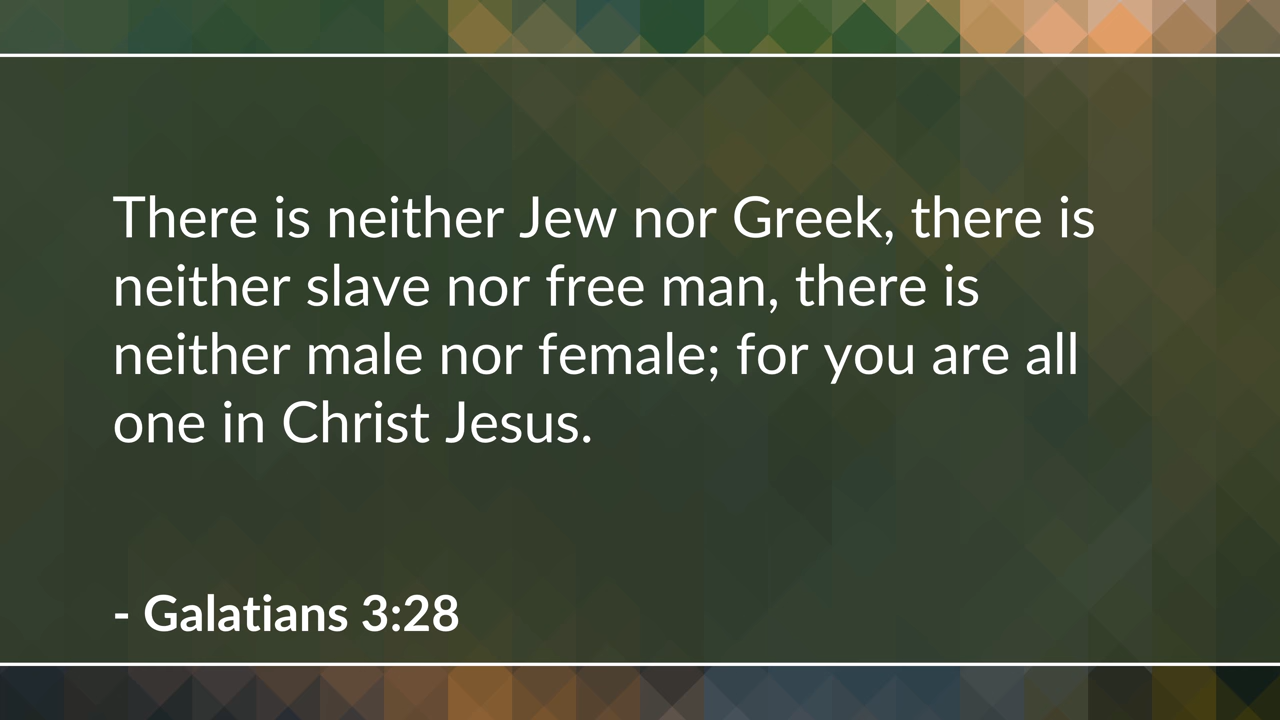 There is neither Jew nor Greek, there is
neither slave nor free man, there is
neither male nor female; for you are all
one in Christ Jesus.
- Galatians 3:28